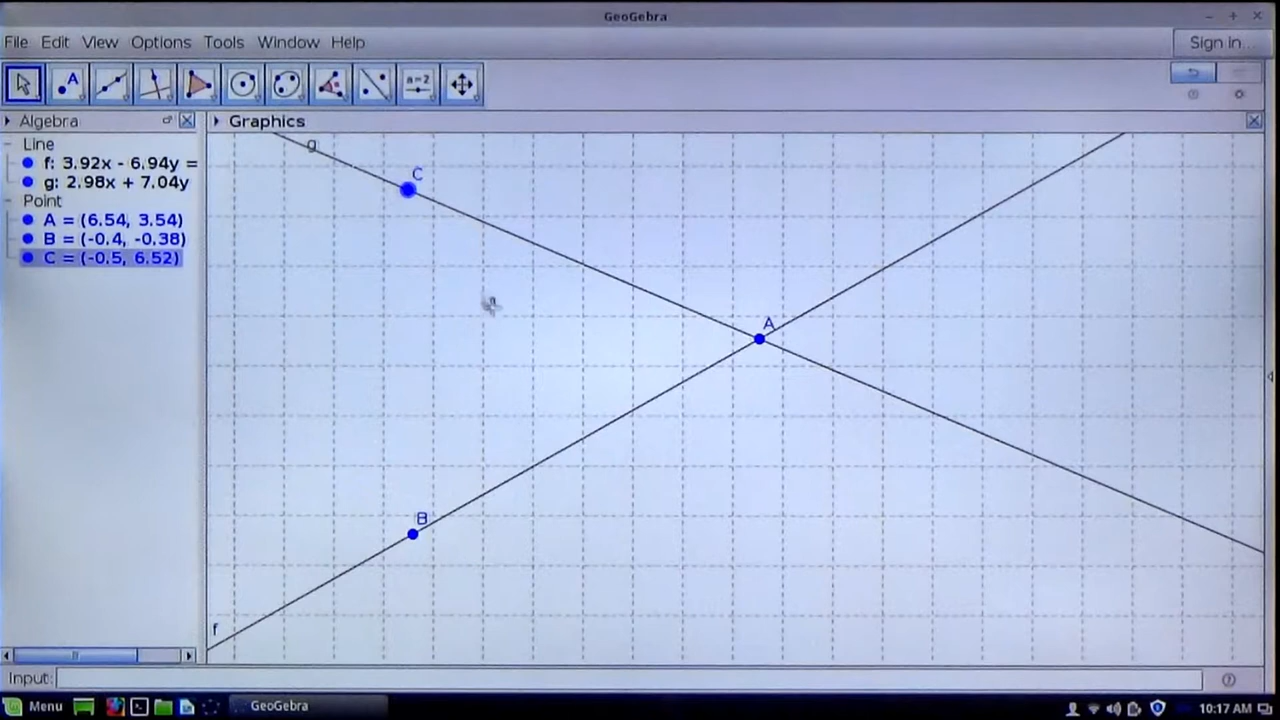 GeoGebra
File Edit View Options Tools Window Help
Sign in...
A
a=2
Algebra
Graphics
Line
f: 3.92x - 6.94y =
g: 2.98x + 7.04y
Point
A = (6.54, 3.54)
B = (-0.4, -0.38)
C = (-0.5, 6.52)
g
C
A
B
f
Input:
Menu
GeoGebra
10:17 AM